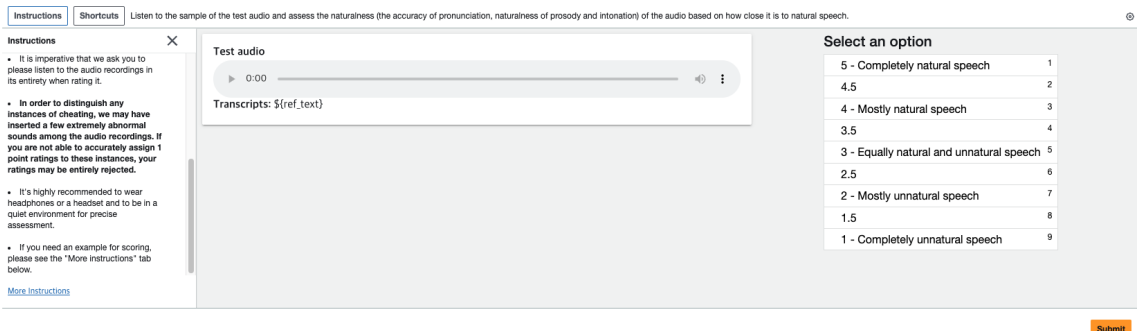 Instructions
Shortcuts
Listen to the sample of the test audio and assess the naturalness (the accuracy of pronunciation, naturalness of prosody and intonation) of the audio based on how close it is to natural speech.
Instructions
• It is imperative that we ask you to
please listen to the audio recordings in
its entirety when rating it.
• In order to distinguish any
instances of cheating, we may have
inserted a few extremely abnormal
sounds among the audio recordings. If
you are not able to accurately assign 1
point ratings to these instances, your
ratings may be entirely rejected.
• It's highly recommended to wear
headphones or a headset and to be in a
quiet environment for precise
assessment.
• If you need an example for scoring,
please see the "More instructions" tab
below.
More Instructions
Test audio
0:00
Transcripts: ${ref_text}
Select an option
5 - Completely natural speech 1
4.5 2
4 - Mostly natural speech 3
3.5 4
3 - Equally natural and unnatural speech 5
2.5 6
2 - Mostly unnatural speech 7
1.5 8
1 - Completely unnatural speech 9
Submit